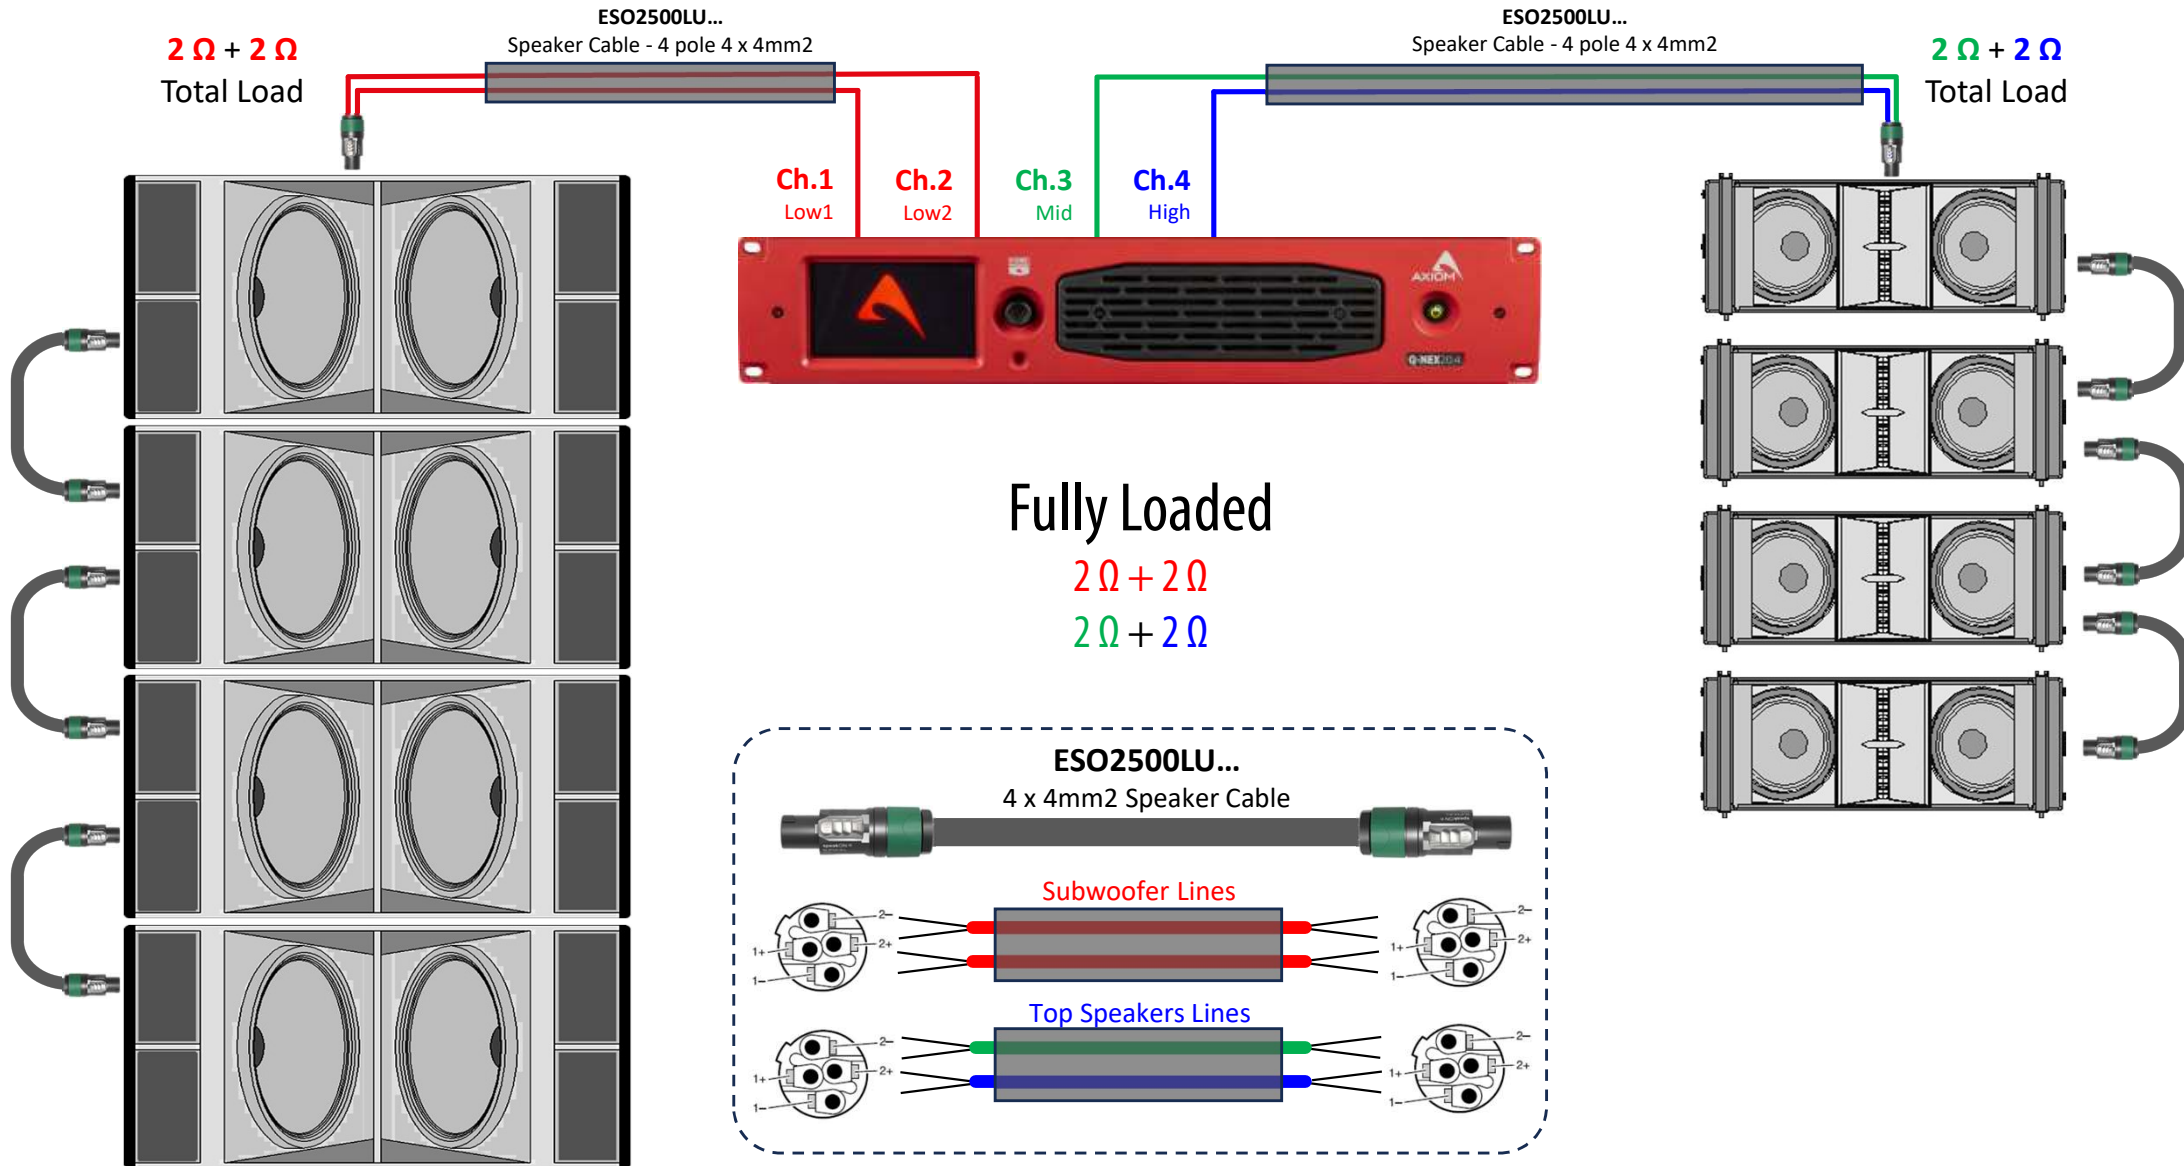 ESO2500LU...
Speaker Cable - 4 pole 4 x 4mm2
ESO2500LU...
Speaker Cable - 4 pole 4 x 4mm2
2 Ω + 2 Ω
Total Load
2 Ω + 2 Ω
Total Load
Ch.1
Low1
Ch.2
Low2
Ch.3
Mid
Ch.4
High
AXIOM
Q-NEX204
Fully Loaded
2 Ω + 2 Ω
2 Ω + 2 Ω
ESO2500LU...
4 x 4mm2 Speaker Cable
Subwoofer Lines
2−
1+
2+
1−
2−
1+
2+
1−
Top Speakers Lines
2−
1+
2+
1−
2−
1+
2+
1−